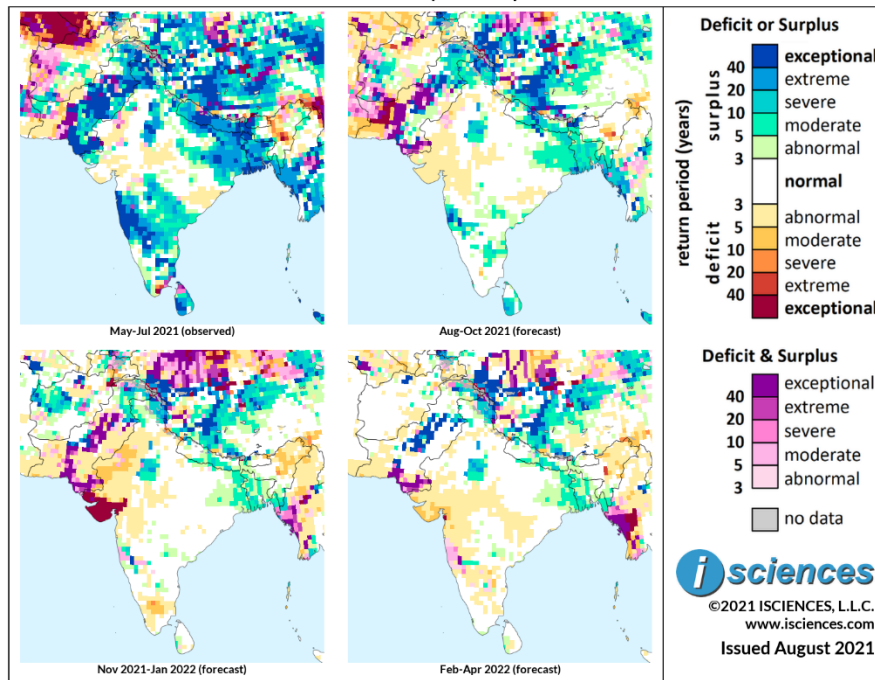 May-Jul 2021 (observed)
Aug-Oct 2021 (forecast)
Nov 2021-Jan 2022 (forecast)
Feb-Apr 2022 (forecast)
Deficit or Surplus
return period (years)
surplus
deficit
exceptional
40
extreme
20
severe
10
moderate
5
abnormal
3
normal
3
abnormal
5
moderate
10
severe
20
extreme
40
exceptional
Deficit & Surplus
exceptional
40
extreme
20
severe
10
moderate
5
abnormal
3
no data
i sciences
©2021 ISCIENCES, L.L.C.
www.isciences.com
Issued August 2021